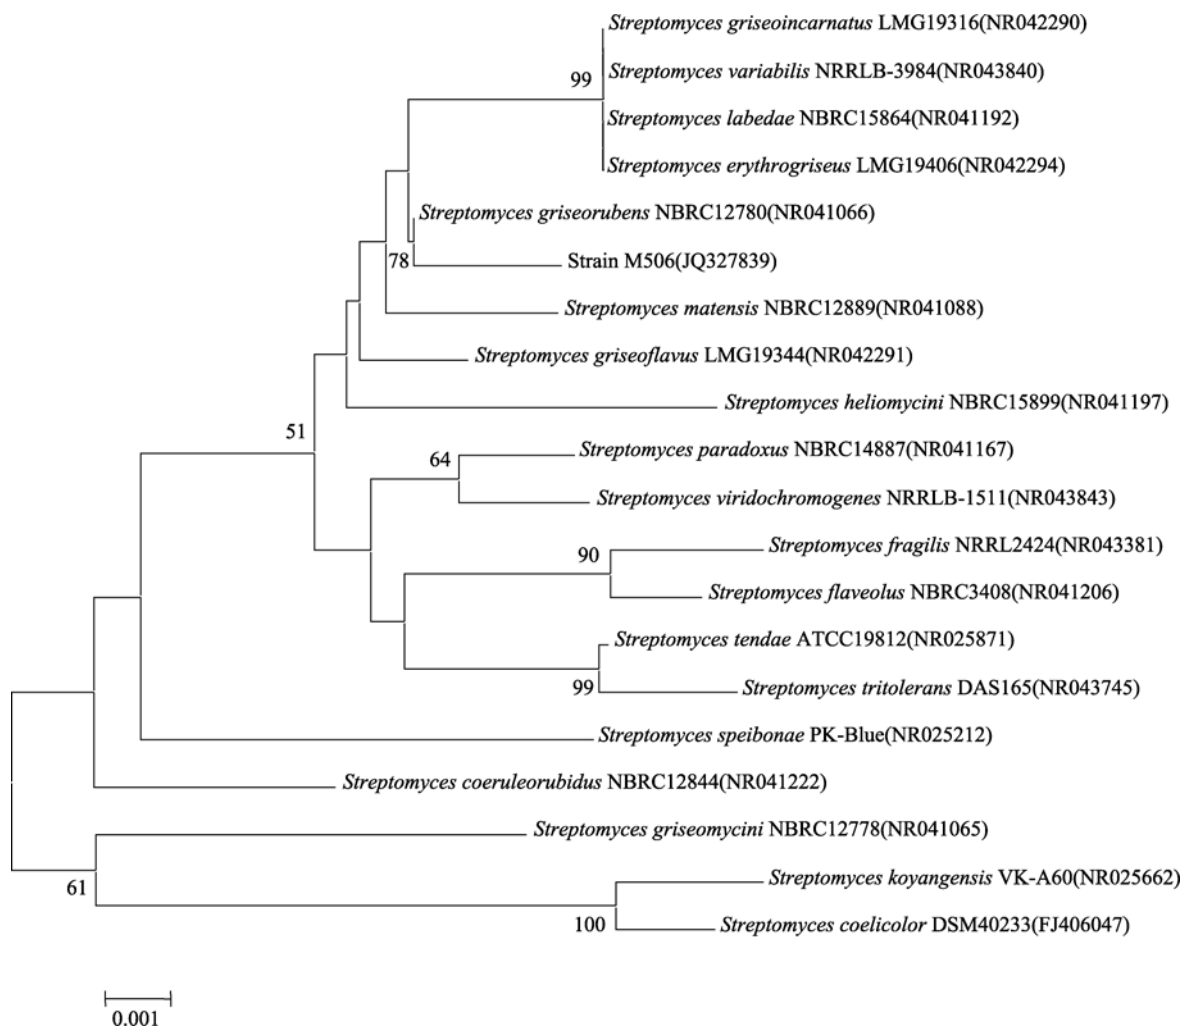 Streptomyces griseoincarnatus LMG19316(NR042290)
99
Streptomyces variabilis NRRLB-3984(NR043840)
Streptomyces labedae NBRC15864(NR041192)
Streptomyces erythrogriseus LMG19406(NR042294)
Streptomyces griseorubens NBRC12780(NR041066)
78
Strain M506(JQ327839)
Streptomyces matensis NBRC12889(NR041088)
Streptomyces griseoflavus LMG19344(NR042291)
Streptomyces heliomycini NBRC15899(NR041197)
51
Streptomyces paradoxus NBRC14887(NR041167)
64
Streptomyces viridochromogenes NRRLB-1511(NR043843)
Streptomyces fragilis NRRL2424(NR043381)
90
Streptomyces flaveolus NBRC3408(NR041206)
Streptomyces tendae ATCC19812(NR025871)
99
Streptomyces tritolerans DAS165(NR043745)
Streptomyces speibonae PK-Blue(NR025212)
Streptomyces coeruleorubidus NBRC12844(NR041222)
Streptomyces griseomycini NBRC12778(NR041065)
61
Streptomyces koyangensis VK-A60(NR025662)
100
Streptomyces coelicolor DSM40233(FJ406047)
0.001